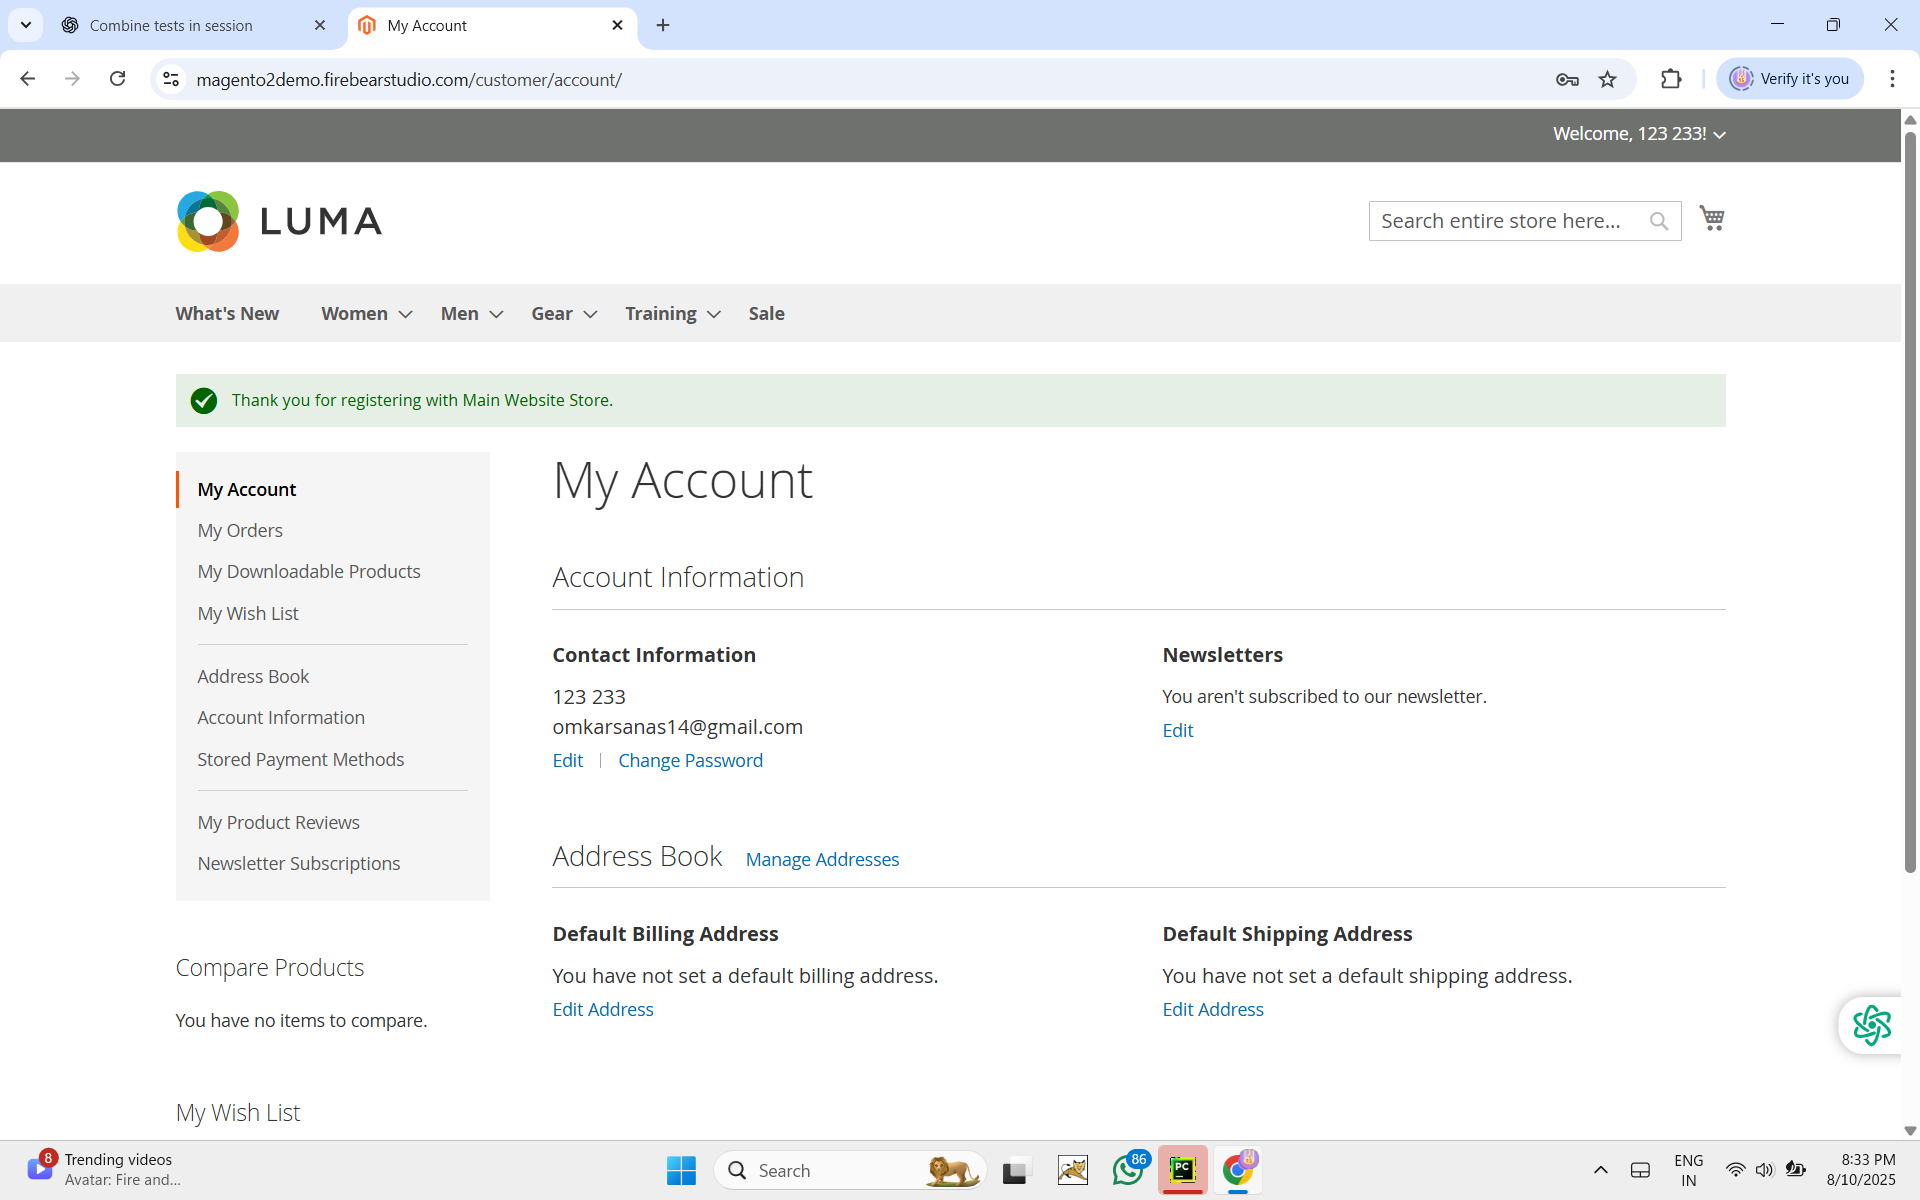 Combine tests in session
My Account
magento2demo.firebearstudio.com/customer/account/
Verify it's you
Welcome, 123 233!
LUMA
Search entire store here...
What's New
Women
Men
Gear
Training
Sale
Thank you for registering with Main Website Store.
My Account
My Orders
My Downloadable Products
My Wish List
Address Book
Account Information
Stored Payment Methods
My Product Reviews
Newsletter Subscriptions
Compare Products
You have no items to compare.
My Wish List
My Account
Account Information
Contact Information
123 233
omkarsanas14@gmail.com
Edit
Change Password
Newsletters
You aren't subscribed to our newsletter.
Edit
Address Book
Manage Addresses
Default Billing Address
You have not set a default billing address.
Edit Address
Default Shipping Address
You have not set a default shipping address.
Edit Address
8
Trending videos
Avatar: Fire and...
Search
86
PC
ENG
IN
8:33 PM
8/10/2025